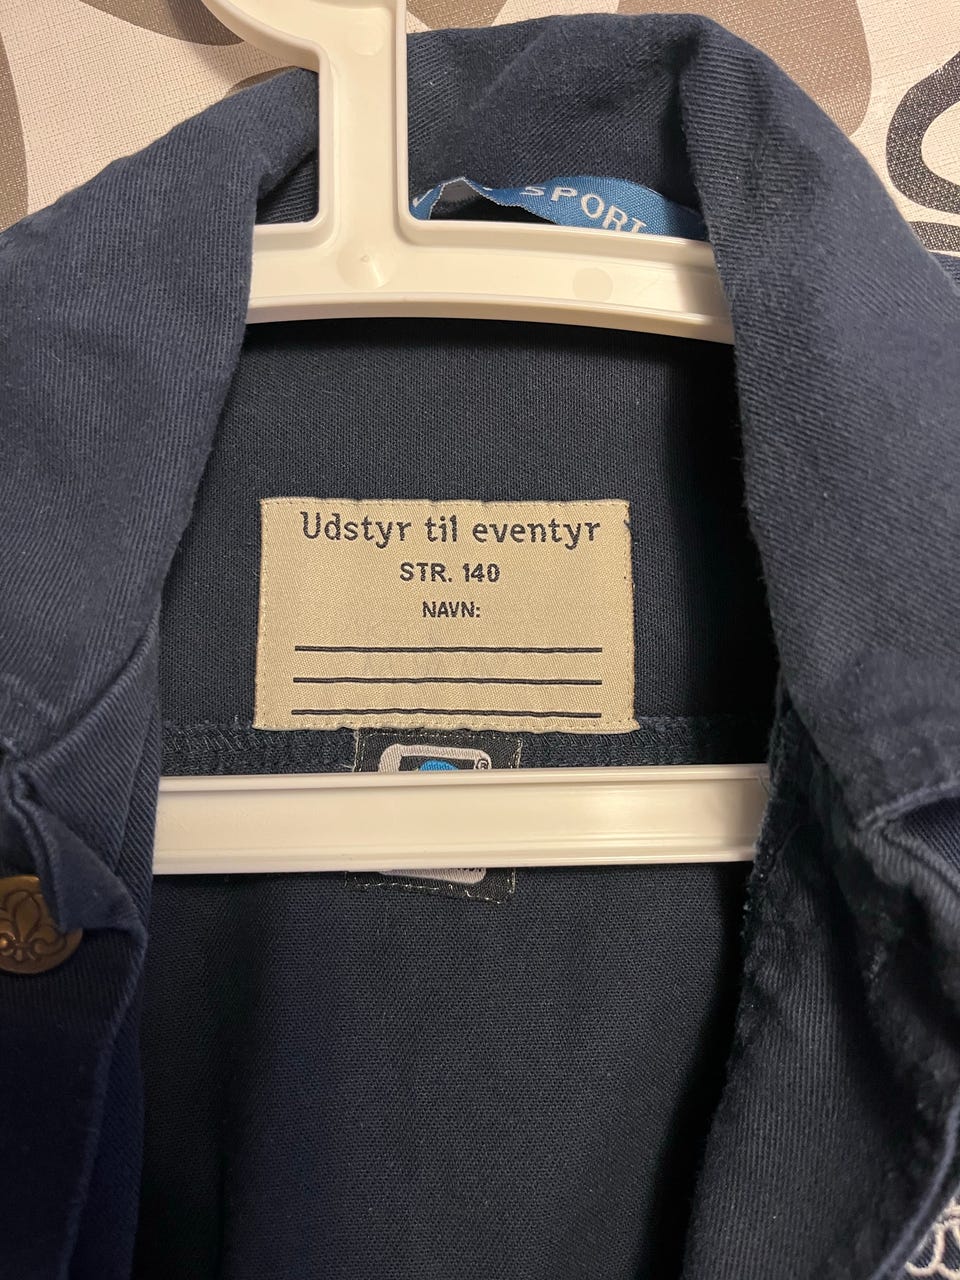 SPORT
Udstyr til eventyr
STR. 140
NAVN:
®